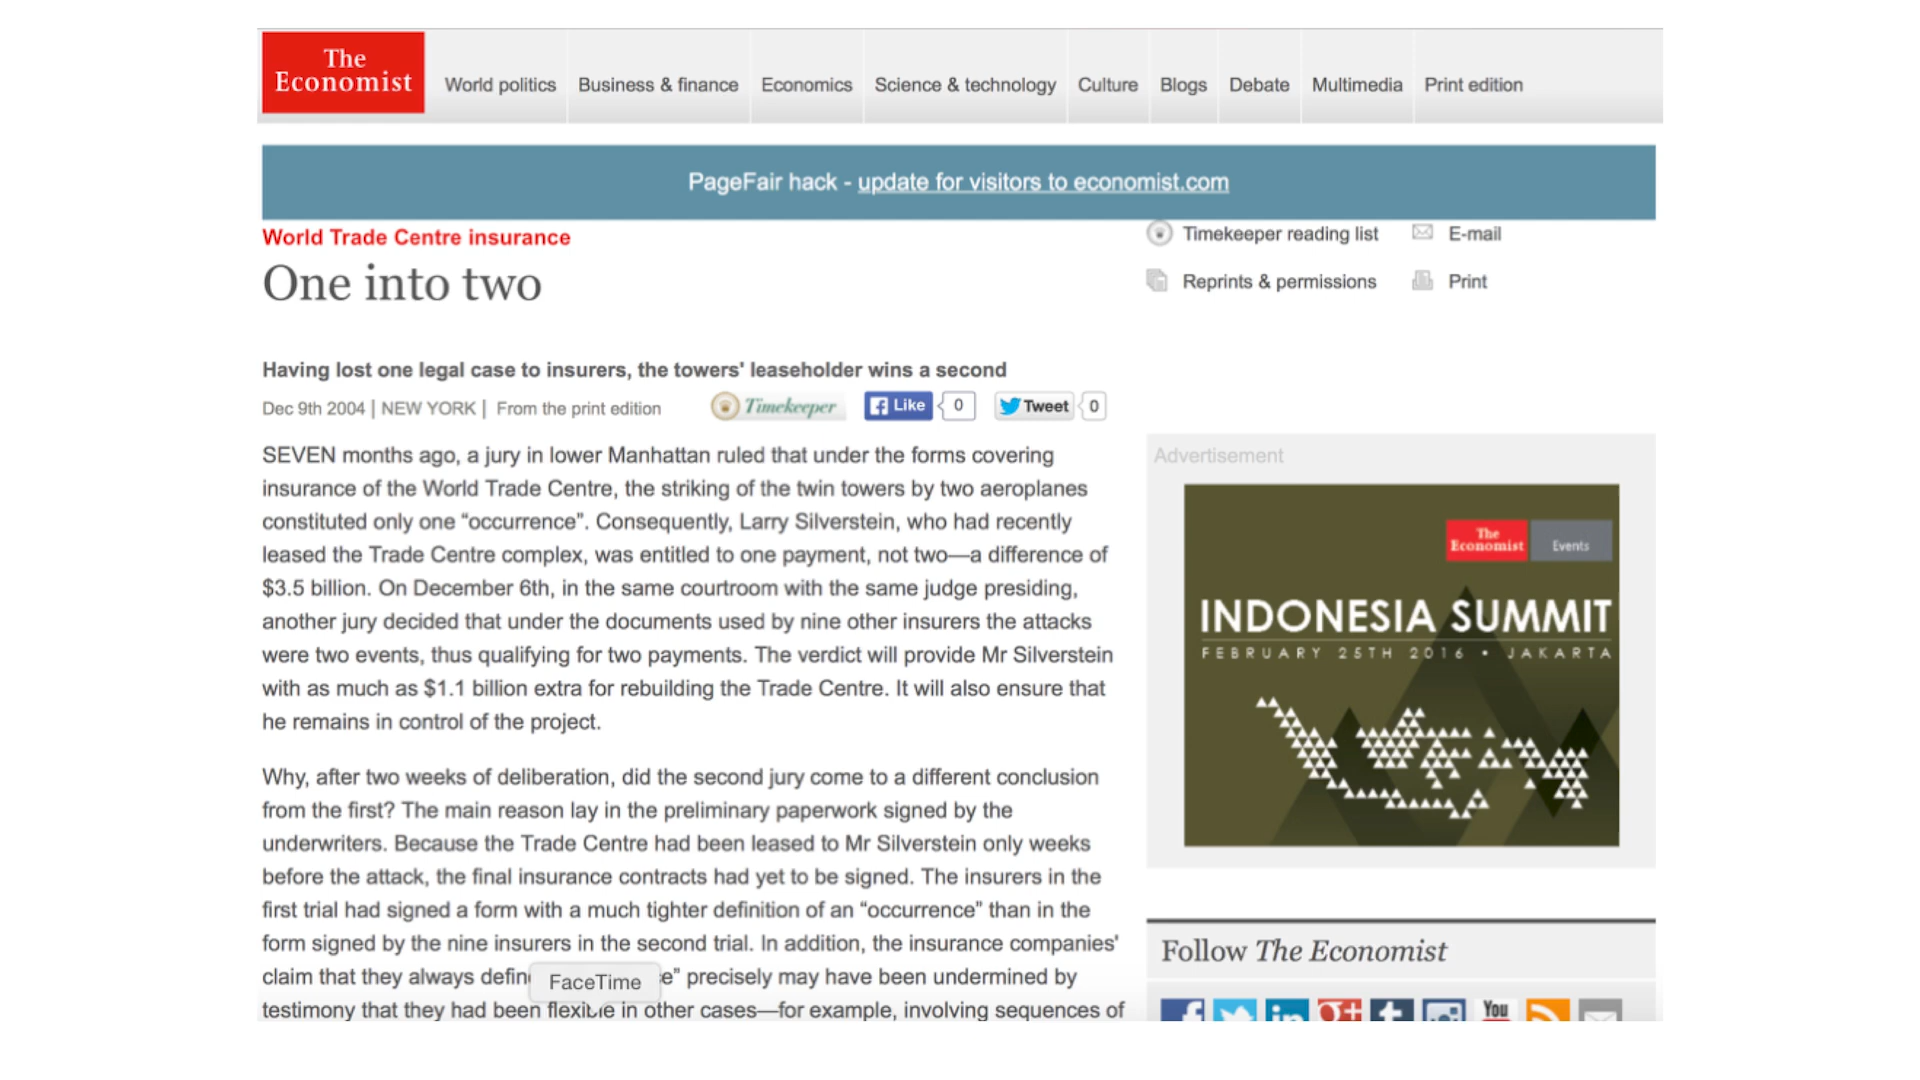 The
Economist
World politics
Business & finance
Economics
Science & technology
Culture
Blogs
Debate
Multimedia
Print edition
PageFair hack - update for visitors to economist.com
World Trade Centre insurance
One into two
Timekeeper reading list
E-mail
Reprints & permissions
Print
Having lost one legal case to insurers, the towers' leaseholder wins a second
Dec 9th 2004 | NEW YORK | From the print edition
Timekeeper
Like
0
Tweet
0
SEVEN months ago, a jury in lower Manhattan ruled that under the forms covering
insurance of the World Trade Centre, the striking of the twin towers by two aeroplanes
constituted only one “occurrence”. Consequently, Larry Silverstein, who had recently
leased the Trade Centre complex, was entitled to one payment, not two—a difference of
$3.5 billion. On December 6th, in the same courtroom with the same judge presiding,
another jury decided that under the documents used by nine other insurers the attacks
were two events, thus qualifying for two payments. The verdict will provide Mr Silverstein
with as much as $1.1 billion extra for rebuilding the Trade Centre. It will also ensure that
he remains in control of the project.
Why, after two weeks of deliberation, did the second jury come to a different conclusion
from the first? The main reason lay in the preliminary paperwork signed by the
underwriters. Because the Trade Centre had been leased to Mr Silverstein only weeks
before the attack, the final insurance contracts had yet to be signed. The insurers in the
first trial had signed a form with a much tighter definition of an “occurrence” than in the
form signed by the nine insurers in the second trial. In addition, the insurance companies'
claim that they always defin e” precisely may have been undermined by
FaceTime
testimony that they had been flexible in other cases—for example, involving sequences of
Advertisement
The
Economist
Events
INDONESIA SUMMIT
FEBRUARY 25TH 2016 • JAKARTA
Follow The Economist
f
in
g+
t
You